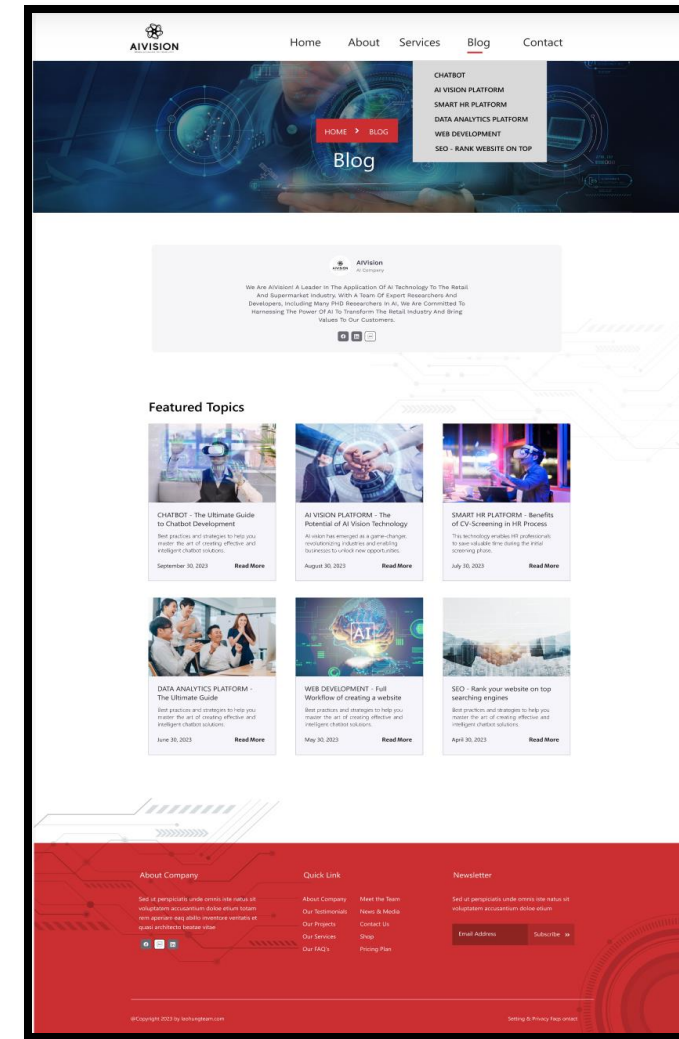 AIVISION
Home About Services Blog Contact
CHATBOT
AI VISION PLATFORM
SMART HR PLATFORM
DATA ANALYTICS PLATFORM
WEB DEVELOPMENT
SEO - RANK WEBSITE ON TOP
HOME > BLOG
Blog
AIVISION
AIVision
AI Company
We Are AIVision! A Leader In The Application Of AI Technology To The Retail
And Supermarket Industry, With A Team Of Expert Researchers And
Developers, Including Many PHD Researchers In AI, We Are Committed To
Harnessing The Power Of AI To Transform The Retail Industry And Bring
Values To Our Customers.
Featured Topics
CHATBOT - The Ultimate Guide
to Chatbot Development
Best practices and strategies to help you
master the art of creating effective and
intelligent chatbot solutions.
September 30, 2023 Read More
AI VISION PLATFORM - The
Potential of AI Vision Technology
AI vision has emerged as a game-changer,
revolutionizing industries and enabling
businesses to unlock new opportunities.
August 30, 2023 Read More
SMART HR PLATFORM - Benefits
of CV-Screening in HR Process
This technology enables HR professionals
to save valuable time during the initial
screening phase.
July 30, 2023 Read More
DATA ANALYTICS PLATFORM -
The Ultimate Guide
Best practices and strategies to help you
master the art of creating effective and
intelligent chatbot solutions.
June 30, 2023 Read More
AI
WEB DEVELOPMENT - Full
Workflow of creating a website
Best practices and strategies to help you
master the art of creating effective and
intelligent chatbot solutions.
May 30, 2023 Read More
SEO - Rank your website on top
searching engines
Best practices and strategies to help you
master the art of creating effective and
intelligent chatbot solutions.
April 30, 2023 Read More
About Company
Sed ut perspiciatis unde omnis iste natus sit
voluptatem accusantium doloe etium totam
rem aperiam eaq abillo inventore veritatis et
quasi architecto beatae vitae
Quick Link
About Company Meet the Team
Our Testimonials News & Media
Our Projects Contact Us
Our Services Shop
Our FAQ's Pricing Plan
Newsletter
Sed ut perspiciatis unde omnis iste natus sit
voluptatem accusantium doloe etium
Email Address Subscribe »
@Copyright 2023 by
Setting & Privacy Faqs